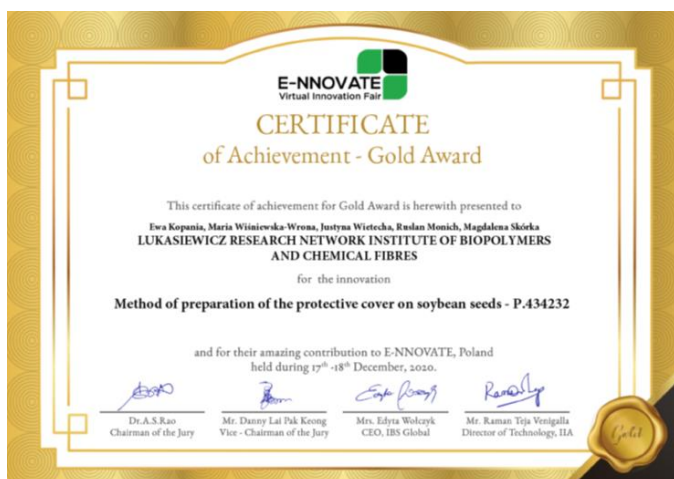 E-NNOVATE
Virtual Innovation Fair
CERTIFICATE
of Achievement - Gold Award
This certificate of achievement for Gold Award is herewith presented to
Ewa Kopania, Maria Wiśniewska-Wrona, Justyna Wietecha, Ruslan Monich, Magdalena Skórka
LUKASIEWICZ RESEARCH NETWORK INSTITUTE OF BIOPOLYMERS
AND CHEMICAL FIBRES
for the innovation
Method of preparation of the protective cover on soybean seeds - P.434232
and for their amazing contribution to E-NNOVATE, Poland
held during 17th -18th December, 2020.
Dr.A.S.Rao
Chairman of the Jury
Mr. Danny Lai Pak Keong
Vice - Chairman of the Jury
Mrs. Edyta Wołczyk
CEO, IBS Global
Mr. Raman Teja Venigalla
Director of Technology, IIA
Gold